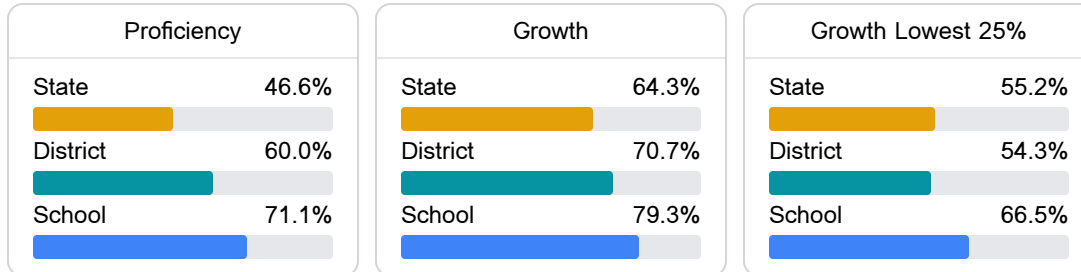 Proficiency
State 46.6%
District 60.0%
School 71.1%
Growth
State 64.3%
District 70.7%
School 79.3%
Growth Lowest 25%
State 55.2%
District 54.3%
School 66.5%